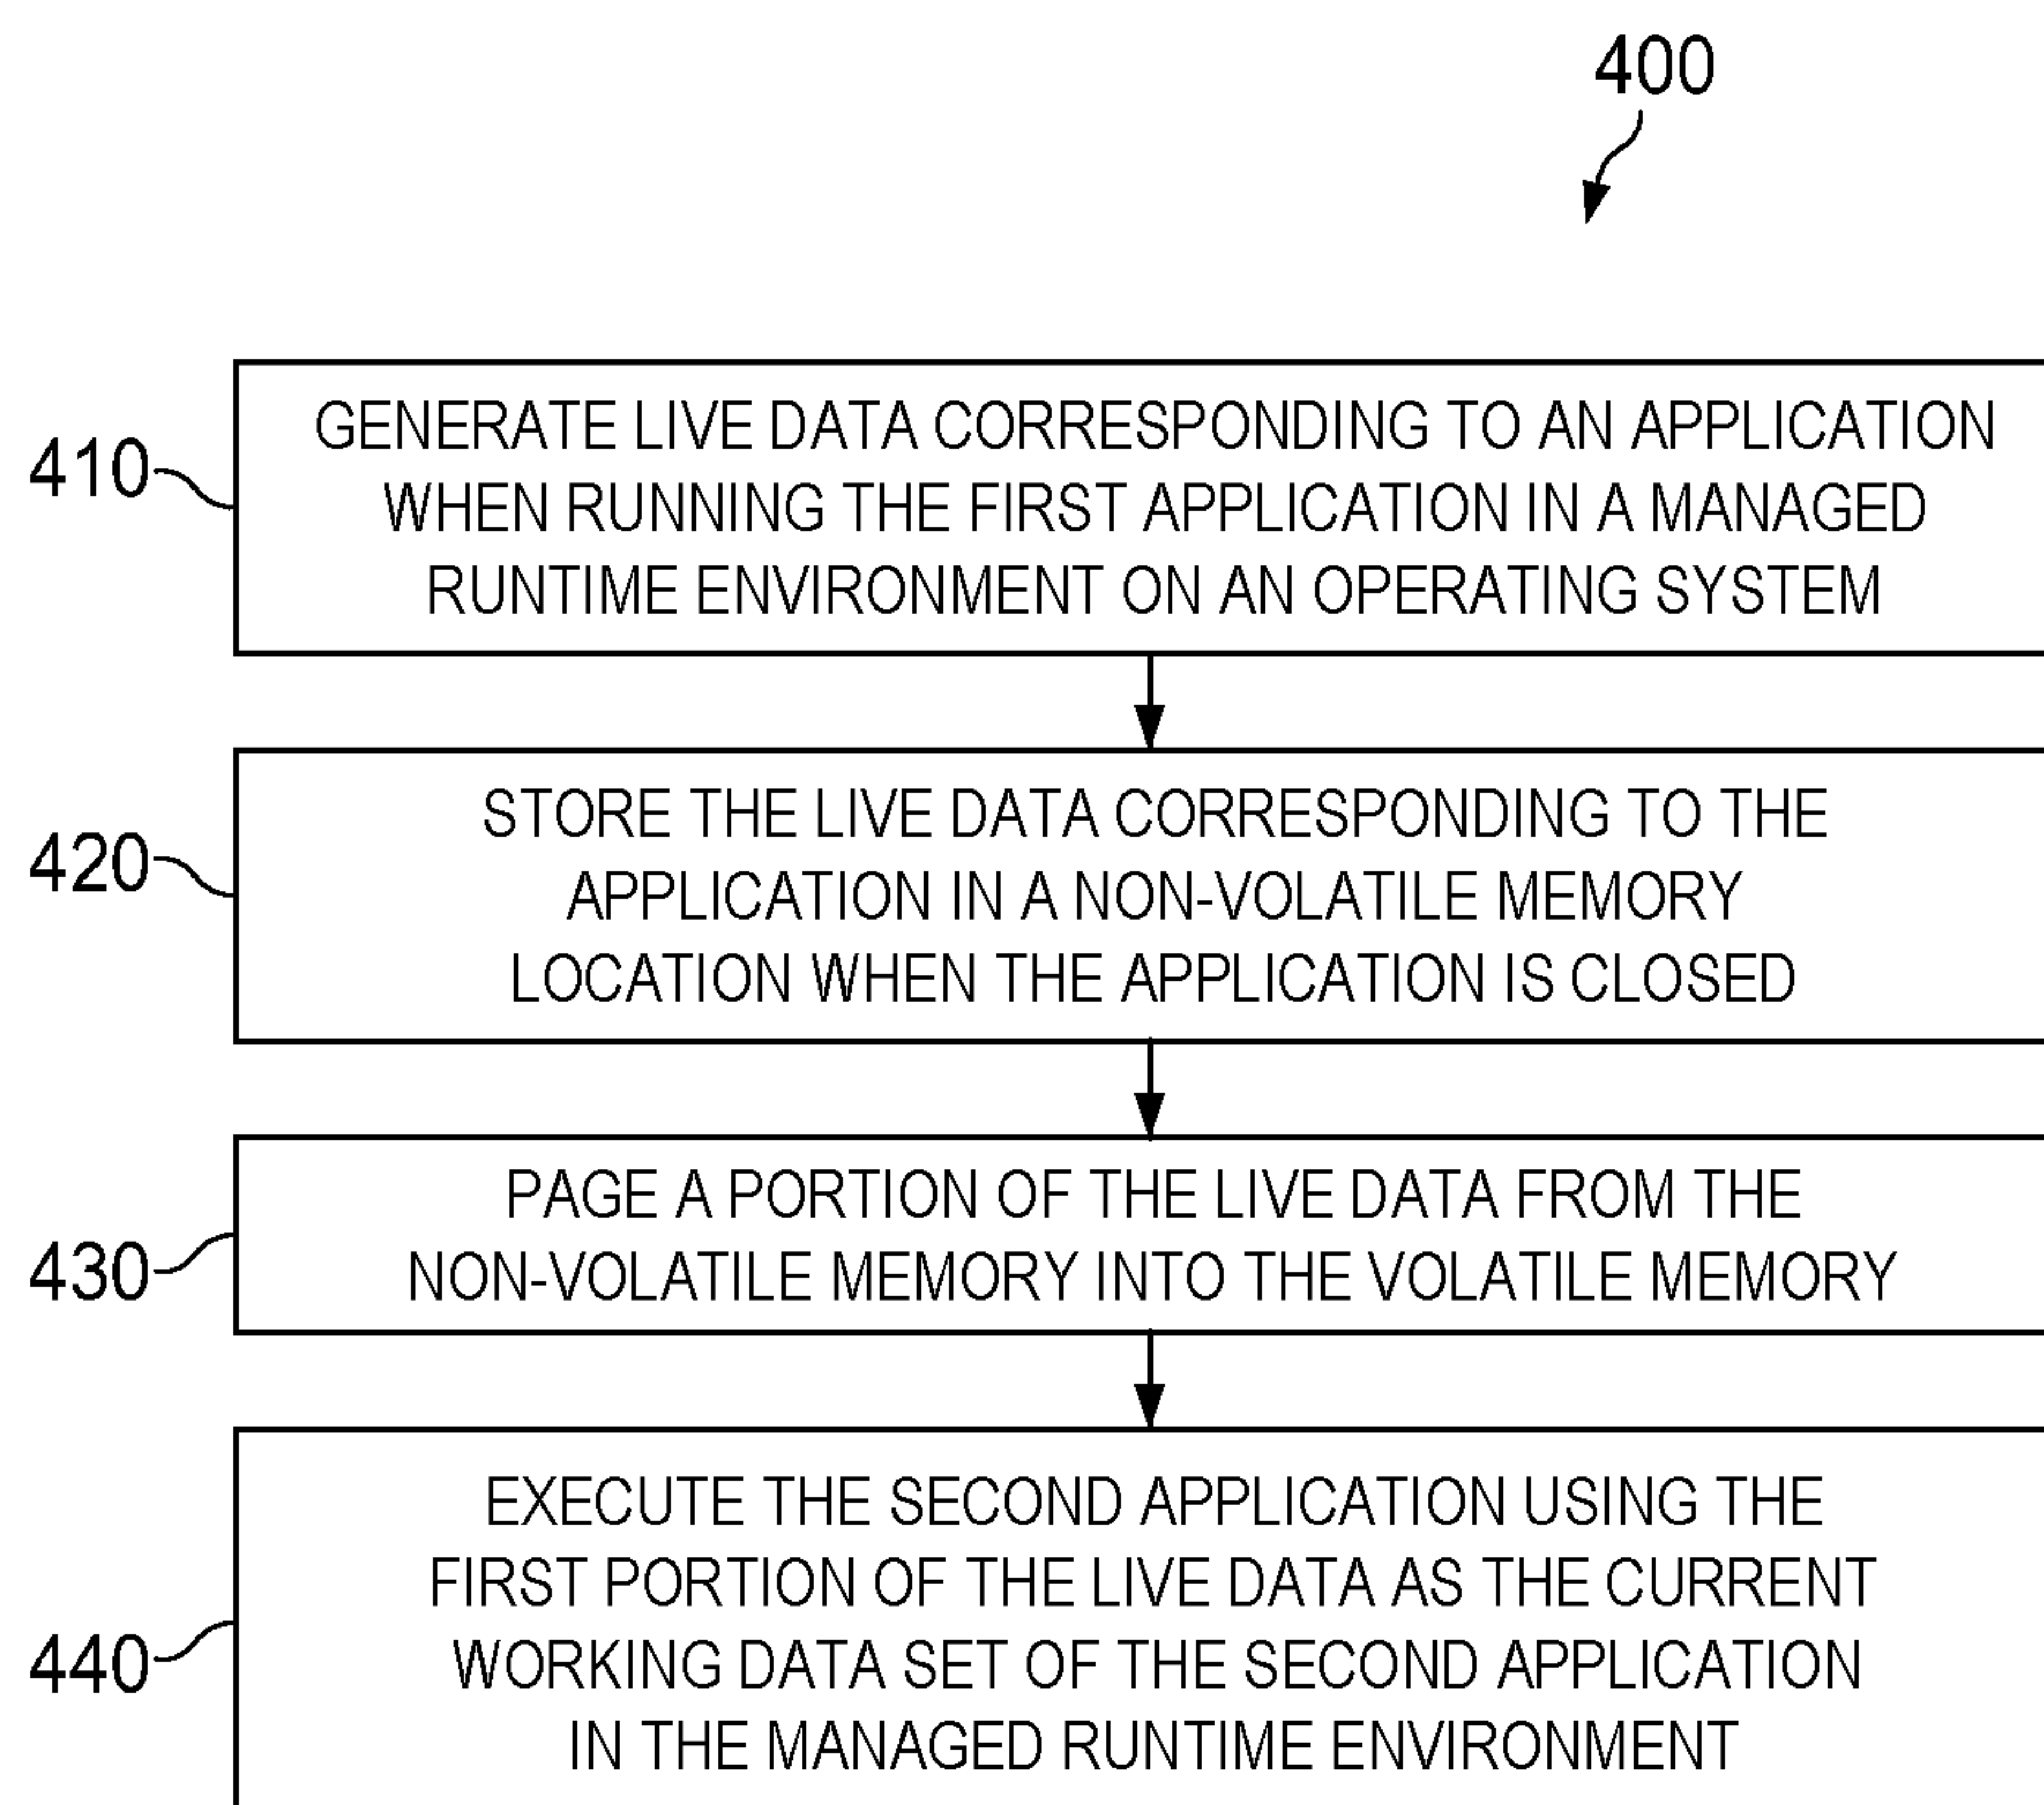 400
410
GENERATE LIVE DATA CORRESPONDING TO AN APPLICATION
WHEN RUNNING THE FIRST APPLICATION IN A MANAGED
RUNTIME ENVIRONMENT ON AN OPERATING SYSTEM
420
STORE THE LIVE DATA CORRESPONDING TO THE
APPLICATION IN A NON-VOLATILE MEMORY
LOCATION WHEN THE APPLICATION IS CLOSED
430
PAGE A PORTION OF THE LIVE DATA FROM THE
NON-VOLATILE MEMORY INTO THE VOLATILE MEMORY
440
EXECUTE THE SECOND APPLICATION USING THE
FIRST PORTION OF THE LIVE DATA AS THE CURRENT
WORKING DATA SET OF THE SECOND APPLICATION
IN THE MANAGED RUNTIME ENVIRONMENT